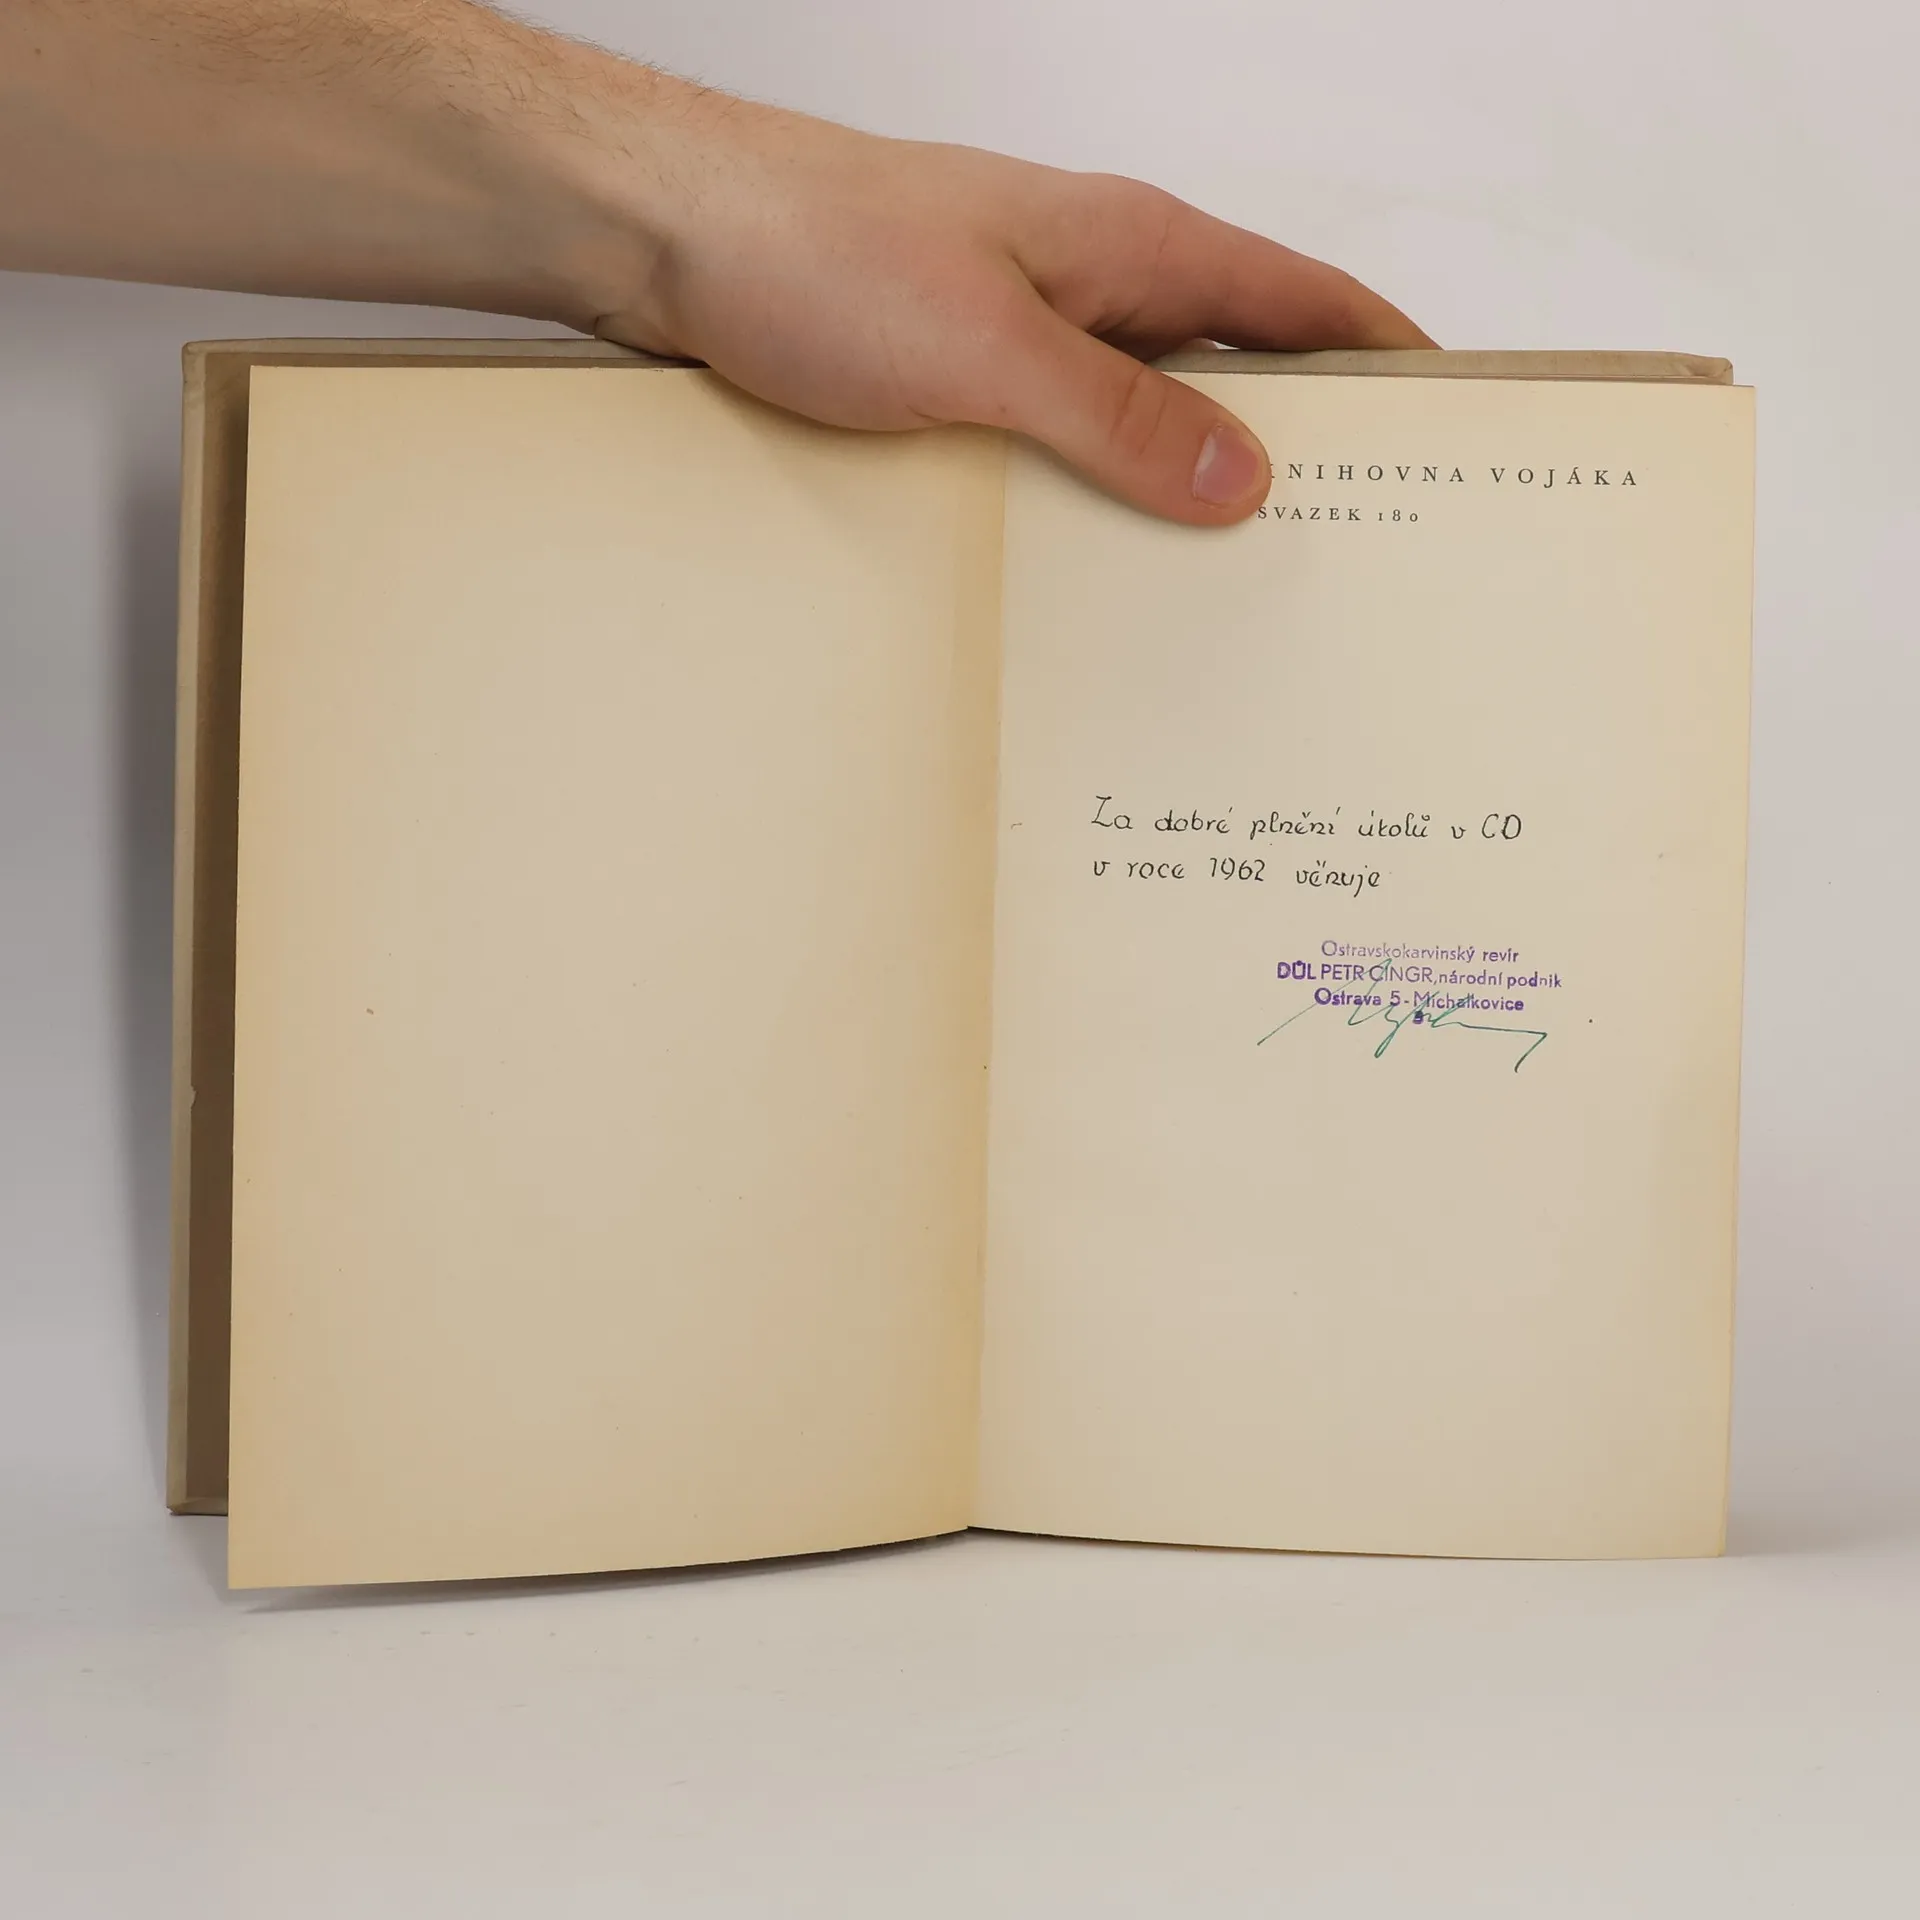 KNIHOVNA VOJÁKA
SVAZEK 180
Za dobré plnění úkolů v CO
v roce 1962 věnuje
Ostravskokarvinský revír
DŮL PETR CINGR, národní podnik
Ostrava 5 - Michalkovice